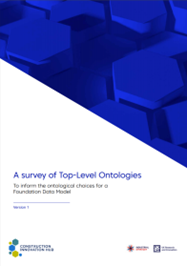 A survey of Top-Level Ontologies
To inform the ontological choices for a
Foundation Data Model
Version 1
CONSTRUCTION
INNOVATION HUB